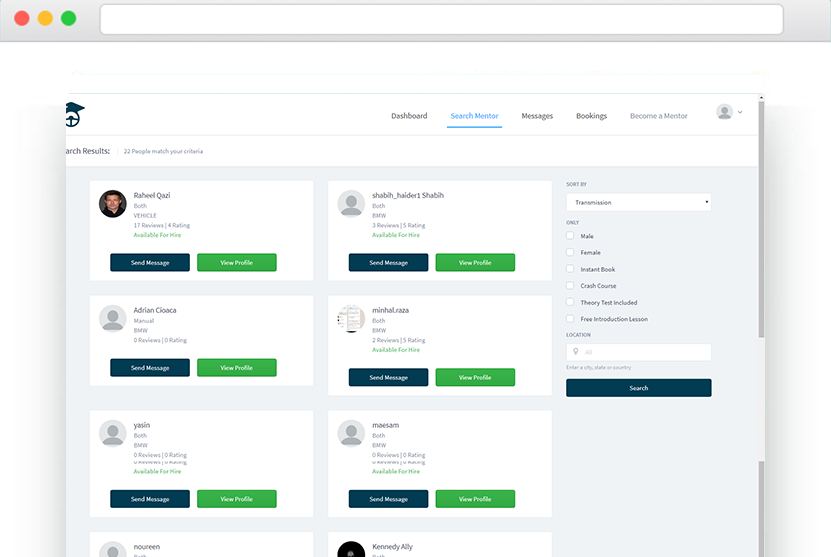 Dashboard Search Mentor Messages Bookings Become a Mentor
arch Results: 22 People match your criteria
Raheel Qazi
Both
VEHICLE
17 Reviews | 4 Rating
Available For Hire
Send Message View Profile
shabih_haider1 Shabih
Both
BMW
3 Reviews | 5 Rating
Available For Hire
Send Message View Profile
Adrian Cioaca
Manual
BMW
0 Reviews | 0 Rating
Send Message View Profile
minhal.raza
Both
BMW
2 Reviews | 5 Rating
Available For Hire
Send Message View Profile
yasin
Both
BMW
0 Reviews | 0 Rating
0 Reviews | 0 Rating
Available For Hire
Send Message View Profile
maesam
Both
BMW
0 Reviews | 0 Rating
0 Reviews | 0 Rating
Available For Hire
Send Message View Profile
noureen
Both
Kennedy Ally
Both
SORT BY
Transmission
ONLY
Male
Female
Instant Book
Crash Course
Theory Test Included
Free Introduction Lesson
LOCATION
All
Enter a city, state or country
Search